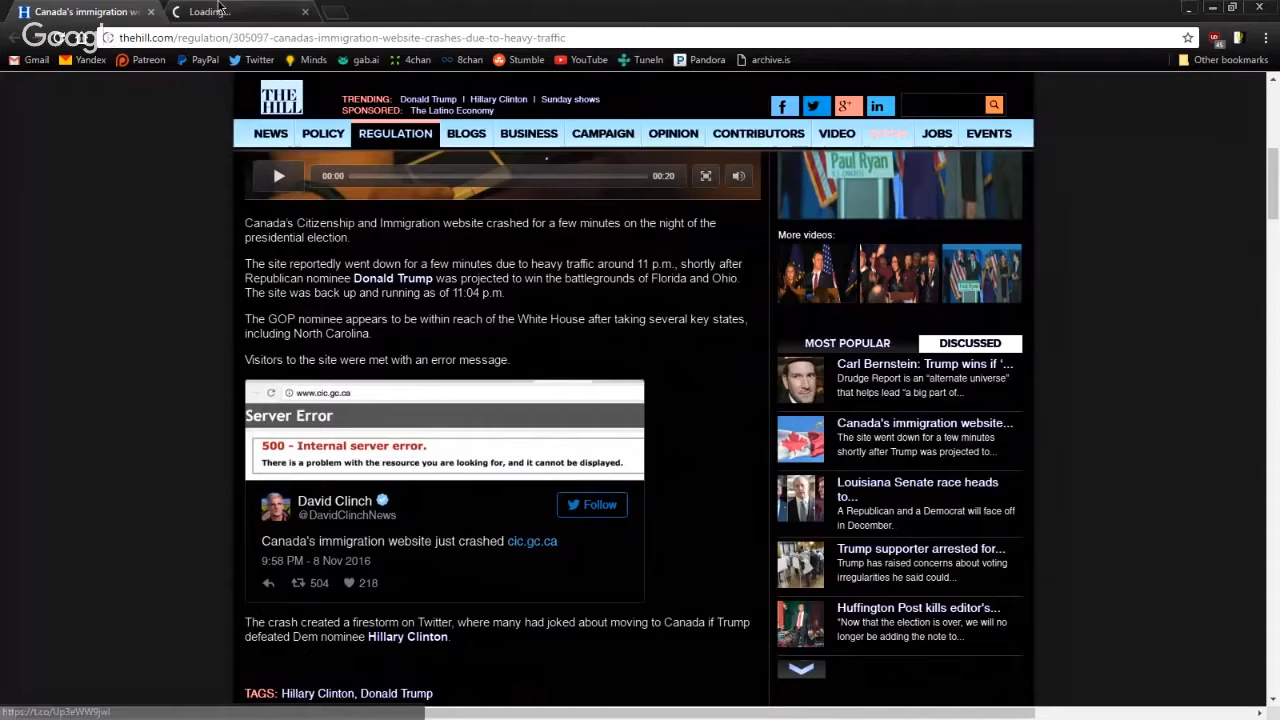 Canada's immigration w
Loading...
Google
thehill.com/regulation/305097-canadas-immigration-website-crashes-due-to-heavy-traffic
45
Gmail Yandex Patreon PayPal Twitter Minds gab.ai 4chan 8chan Stumble YouTube TuneIn Pandora archive.is Other bookmarks
THE HILL
TRENDING: Donald Trump | Hillary Clinton | Sunday shows
SPONSORED: The Latino Economy
NEWS POLICY REGULATION BLOGS BUSINESS CAMPAIGN OPINION CONTRIBUTORS VIDEO JOBS EVENTS
00:00 00:20
Paul Ryan
Canada's Citizenship and Immigration website crashed for a few minutes on the night of the
presidential election.
The site reportedly went down for a few minutes due to heavy traffic around 11 p.m., shortly after
Republican nominee Donald Trump was projected to win the battlegrounds of Florida and Ohio.
The site was back up and running as of 11:04 p.m.
The GOP nominee appears to be within reach of the White House after taking several key states,
including North Carolina.
Visitors to the site were met with an error message.
www.cic.gc.ca
Server Error
500 - Internal server error.
There is a problem with the resource you are looking for, and it cannot be displayed.
David Clinch
@DavidClinchNews
Follow
Canada's immigration website just crashed cic.gc.ca
9:58 PM - 8 Nov 2016
504 218
The crash created a firestorm on Twitter, where many had joked about moving to Canada if Trump
defeated Dem nominee Hillary Clinton.
TAGS: Hillary Clinton, Donald Trump
More videos:
MOST POPULAR DISCUSSED
Carl Bernstein: Trump wins if '...
Drudge Report is an "alternate universe"
that helps lead "a big part of...
Canada's immigration website...
The site went down for a few minutes
shortly after Trump was projected to...
Louisiana Senate race heads
to...
A Republican and a Democrat will face off
in December.
Trump supporter arrested for...
Trump has raised concerns about voting
irregularities he said could...
Huffington Post kills editor's...
"Now that the election is over, we will no
longer be adding the note to...
https://t.co/Up3eWW9jwl